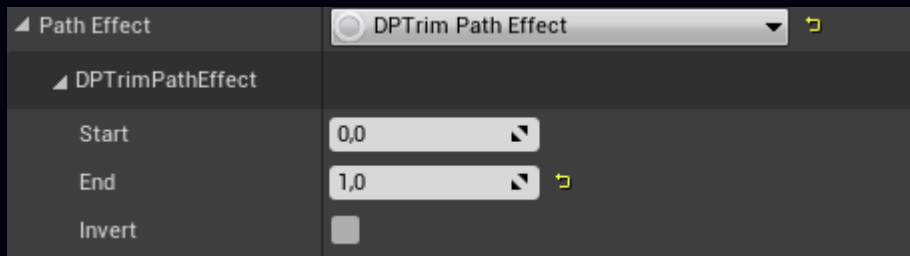 Path Effect DPTrim Path Effect
DPTrimPathEffect
Start 0,0
End 1,0
Invert